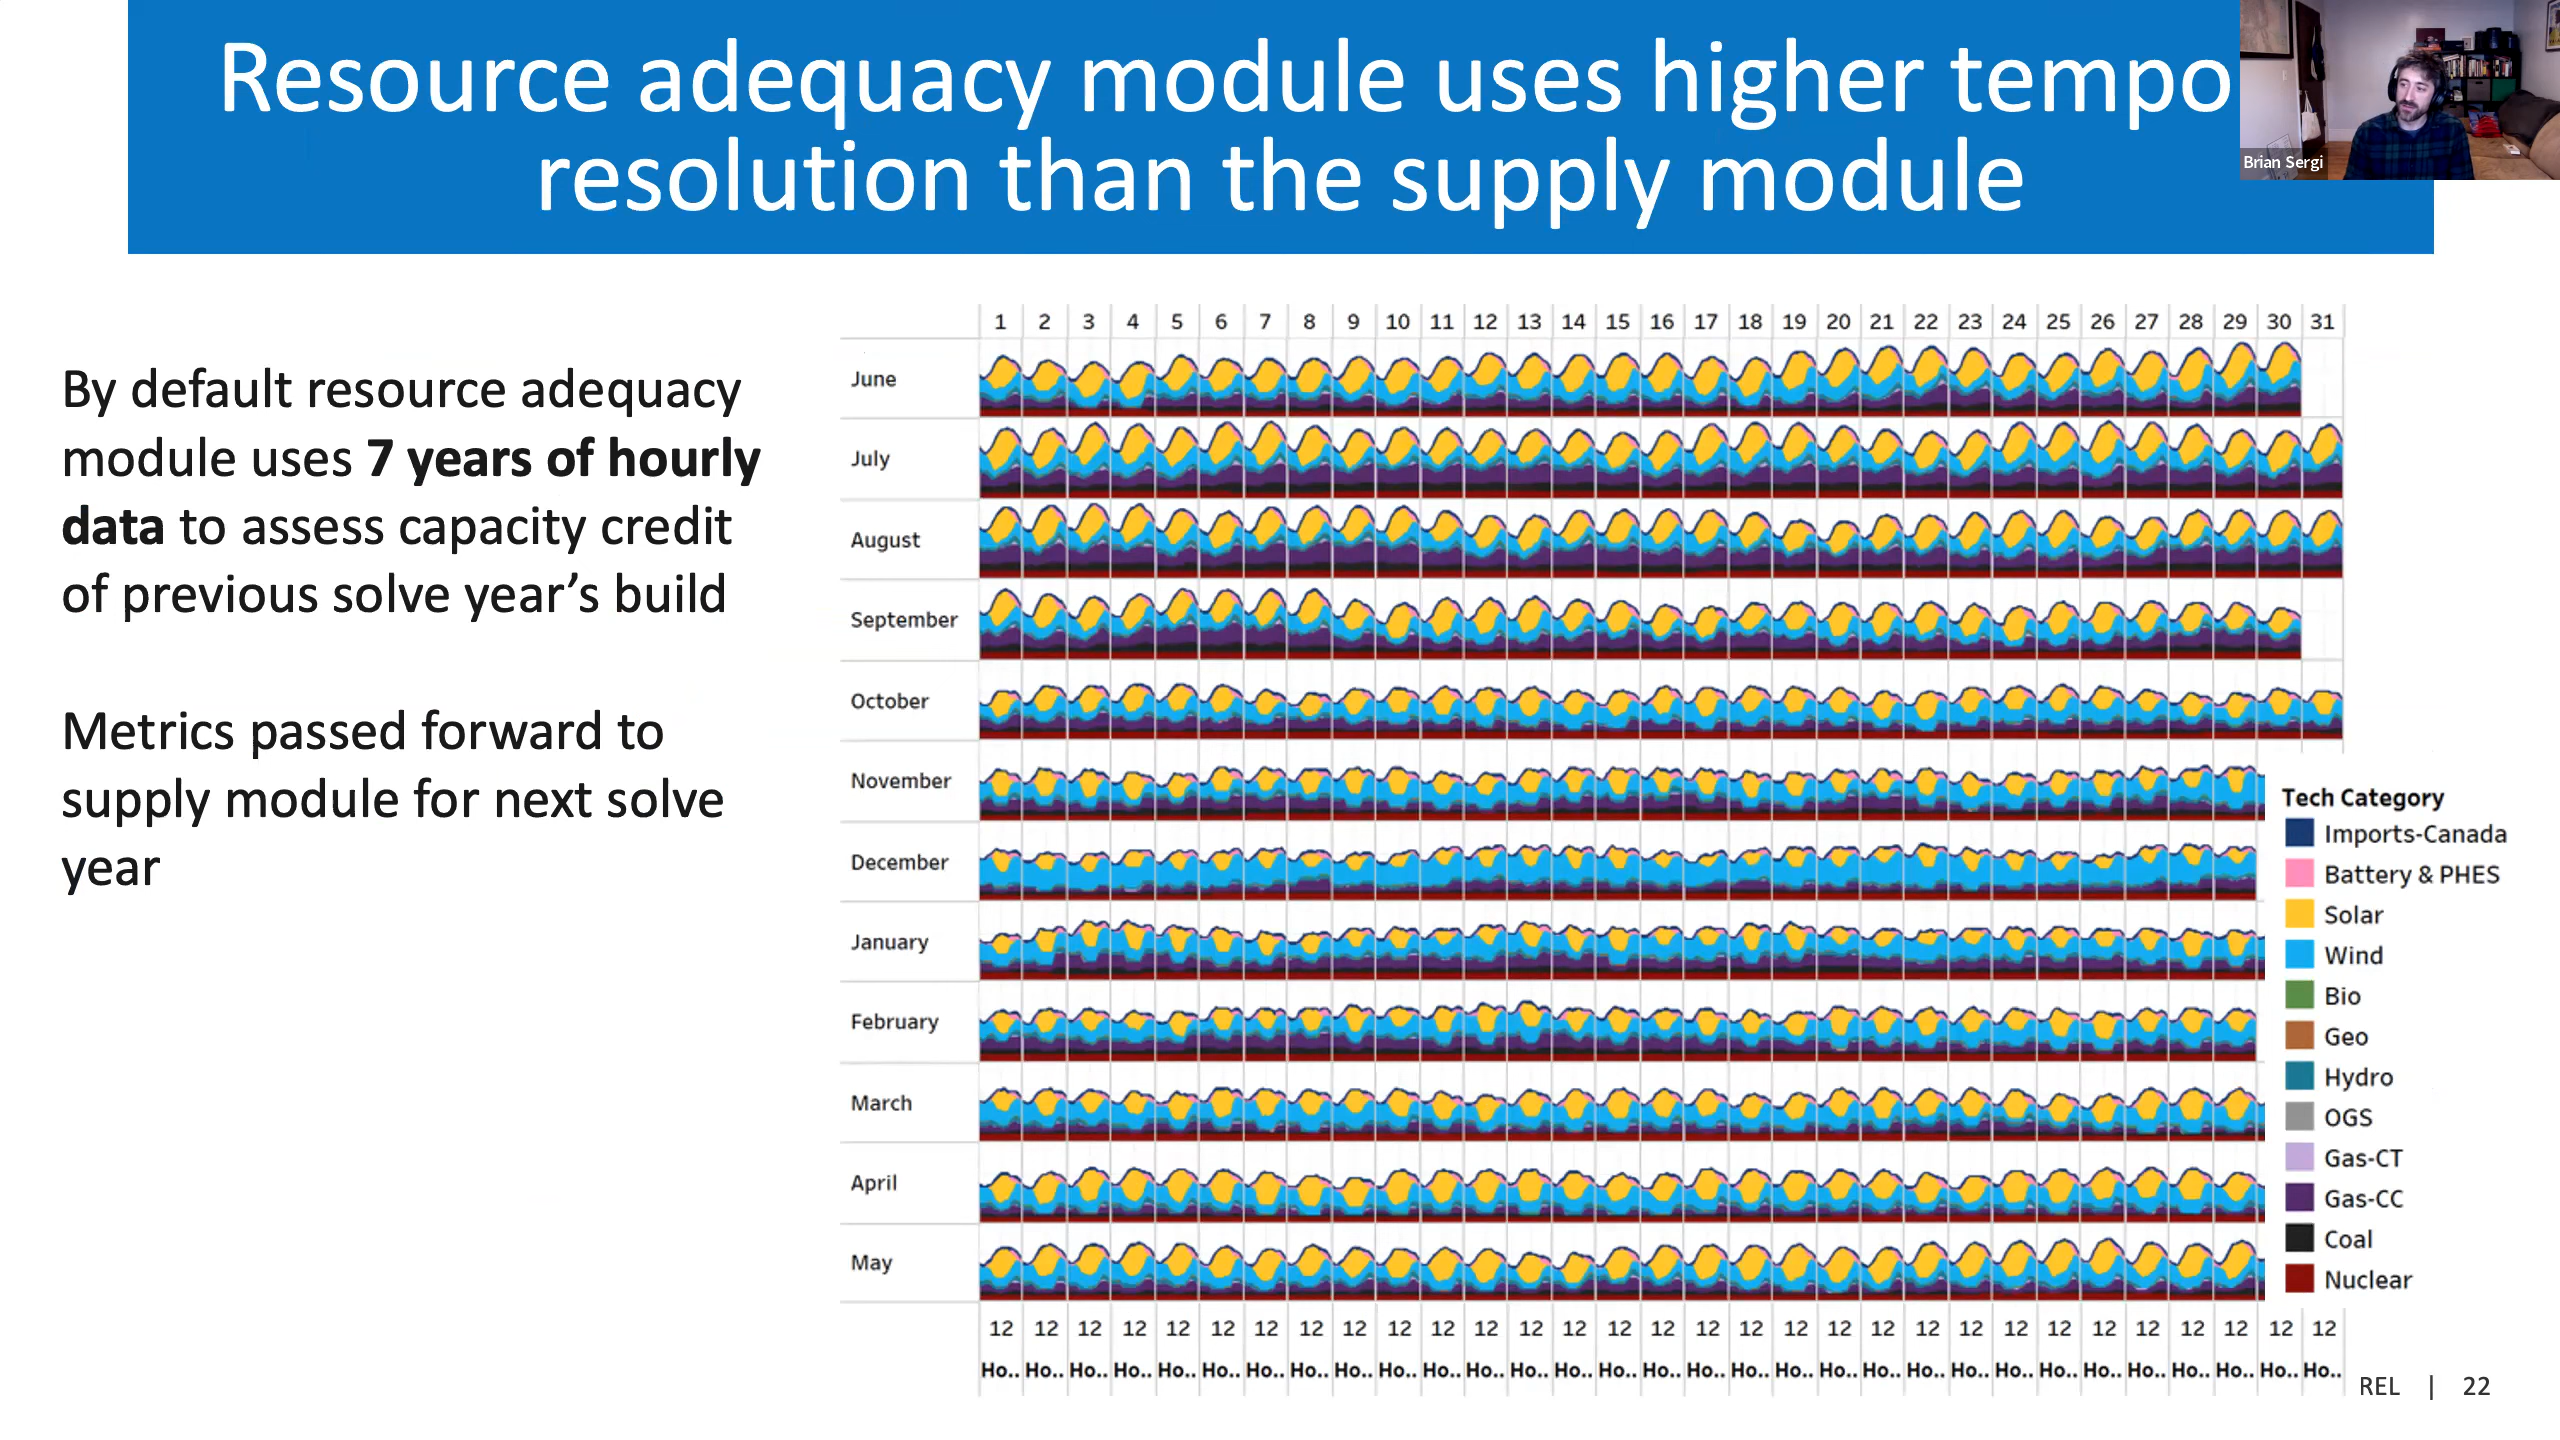 Resource adequacy module uses higher tempo
resolution than the supply module
Brian Sergi
By default resource adequacy
module uses 7 years of hourly
data to assess capacity credit
of previous solve year’s build
Metrics passed forward to
supply module for next solve
year
1 2 3 4 5 6 7 8 9 10 11 12 13 14 15 16 17 18 19 20 21 22 23 24 25 26 27 28 29 30 31
June
July
August
September
October
November
December
January
February
March
April
May
12 12 12 12 12 12 12 12 12 12 12 12 12 12 12 12 12 12 12 12 12 12 12 12 12 12 12 12 12 12 12
Ho.. Ho.. Ho.. Ho.. Ho.. Ho.. Ho.. Ho.. Ho.. Ho.. Ho.. Ho.. Ho.. Ho.. Ho.. Ho.. Ho.. Ho.. Ho.. Ho.. Ho.. Ho.. Ho.. Ho.. Ho.. Ho.. Ho.. Ho.. Ho.. Ho.. Ho..
Tech Category
Imports-Canada
Battery & PHES
Solar
Wind
Bio
Geo
Hydro
OGS
Gas-CT
Gas-CC
Coal
Nuclear
REL | 22